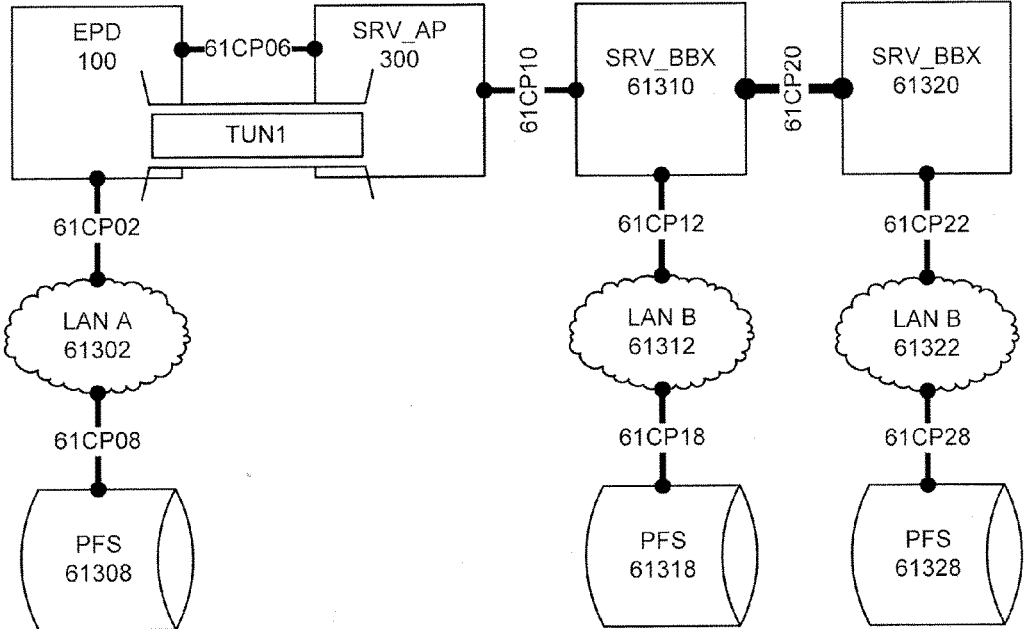 EPD
100
61CP06
SRV_AP
300
61CP10
SRV_BBX
61310
61CP20
SRV_BBX
61320
TUN1
61CP02
61CP12
61CP22
LAN A
61302
LAN B
61312
LAN B
61322
61CP08
61CP18
61CP28
PFS
61308
PFS
61318
PFS
61328